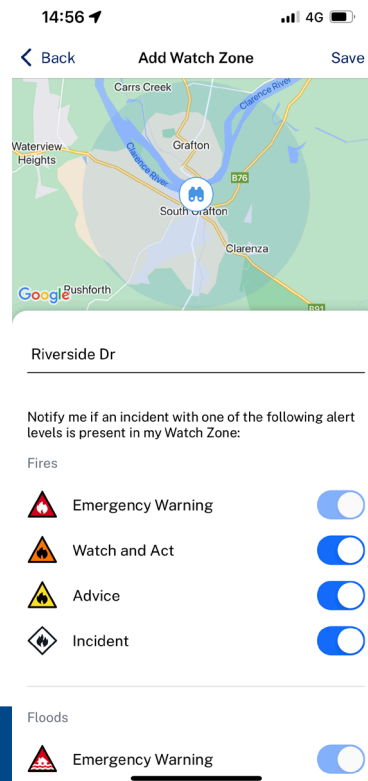 14:56
4G
Back
Add Watch Zone
Save
Carrs Creek
Clarence River
Waterview
Heights
Grafton
Clarence River
B76
South Grafton
Clarenza
Google
Rushforth
B91
Riverside Dr
Notify me if an incident with one of the following alert
levels is present in my Watch Zone:
Fires
Emergency Warning
Watch and Act
Advice
Incident
Floods
Emergency Warning